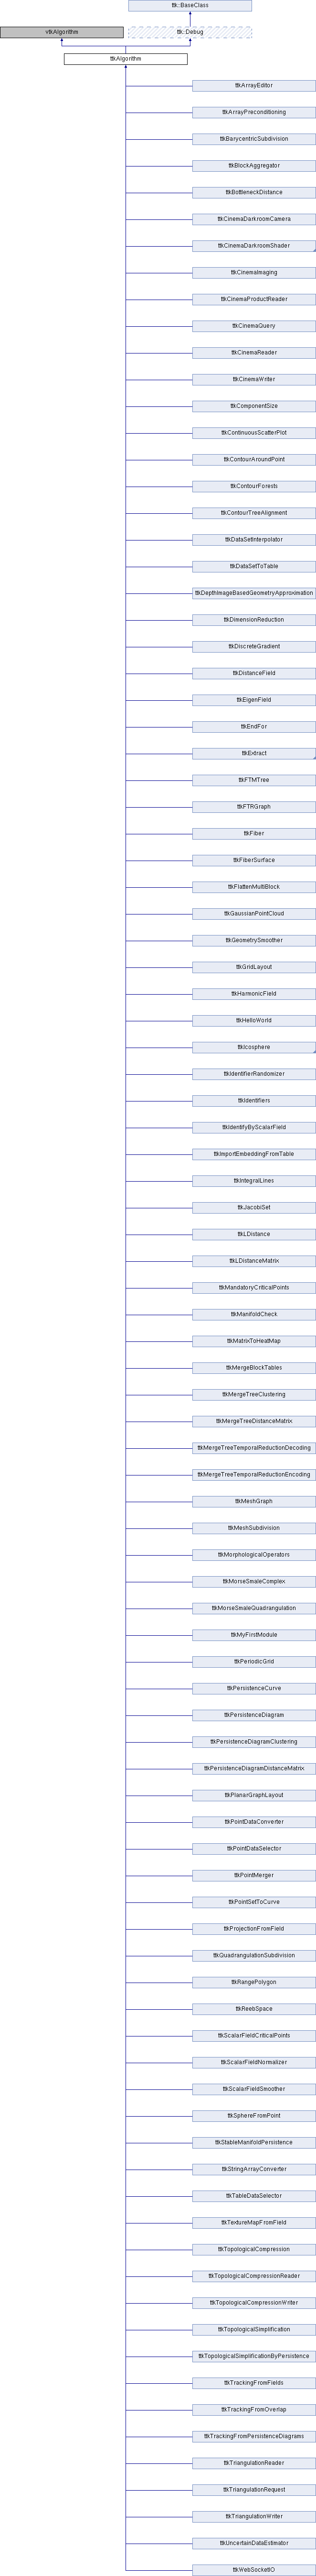 ttk::BaseClass
vtkAlgorithm
ttk::Debug
ttkAlgorithm
ttkArrayEditor
ttkArrayPreconditioning
ttkBarycentricSubdivision
ttkBlockAggregator
ttkBottleneckDistance
ttkCinemaDarkroomCamera
ttkCinemaDarkroomShader
ttkCinemaImaging
ttkCinemaProductReader
ttkCinemaQuery
ttkCinemaReader
ttkCinemaWriter
ttkComponentSize
ttkContinuousScatterPlot
ttkContourAroundPoint
ttkContourForests
ttkContourTreeAlignment
ttkDataSetInterpolator
ttkDataSetToTable
ttkDepthImageBasedGeometryApproximation
ttkDimensionReduction
ttkDiscreteGradient
ttkDistanceField
ttkEigenField
ttkEndFor
ttkExtract
ttkFTMTree
ttkFTRGraph
ttkFiber
ttkFiberSurface
ttkFlattenMultiBlock
ttkGaussianPointCloud
ttkGeometrySmoother
ttkGridLayout
ttkHarmonicField
ttkHelloWorld
ttkIcosphere
ttkIdentifierRandomizer
ttkIdentifiers
ttkIdentifyByScalarField
ttkImportEmbeddingFromTable
ttkIntegralLines
ttkJacobiSet
ttkLDistance
ttkLDistanceMatrix
ttkMandatoryCriticalPoints
ttkManifoldCheck
ttkMatrixToHeatMap
ttkMergeBlockTables
ttkMergeTreeClustering
ttkMergeTreeDistanceMatrix
ttkMergeTreeTemporalReductionDecoding
ttkMergeTreeTemporalReductionEncoding
ttkMeshGraph
ttkMeshSubdivision
ttkMorphologicalOperators
ttkMorseSmaleComplex
ttkMorseSmaleQuadrangulation
ttkMyFirstModule
ttkPeriodicGrid
ttkPersistenceCurve
ttkPersistenceDiagram
ttkPersistenceDiagramClustering
ttkPersistenceDiagramDistanceMatrix
ttkPlanarGraphLayout
ttkPointDataConverter
ttkPointDataSelector
ttkPointMerger
ttkPointSetToCurve
ttkProjectionFromField
ttkQuadrangulationSubdivision
ttkRangePolygon
ttkReebSpace
ttkScalarFieldCriticalPoints
ttkScalarFieldNormalizer
ttkScalarFieldSmoother
ttkSphereFromPoint
ttkStableManifoldPersistence
ttkStringArrayConverter
ttkTableDataSelector
ttkTextureMapFromField
ttkTopologicalCompression
ttkTopologicalCompressionReader
ttkTopologicalCompressionWriter
ttkTopologicalSimplification
ttkTopologicalSimplificationByPersistence
ttkTrackingFromFields
ttkTrackingFromOverlap
ttkTrackingFromPersistenceDiagrams
ttkTriangulationReader
ttkTriangulationRequest
ttkTriangulationWriter
ttkUncertainDataEstimator
ttkWebSocketIO